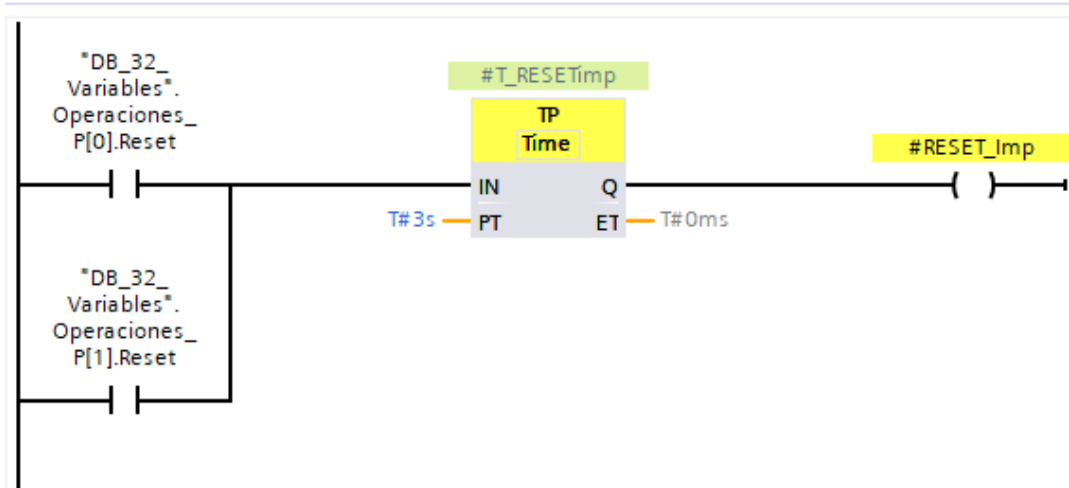 "DB_32_
Variables".
Operaciones_
P[0].Reset
#T_RESETimp
TP
Time
#RESET_Imp
IN
Q
T#3s
PT
ET
T#0ms
"DB_32_
Variables".
Operaciones_
P[1].Reset